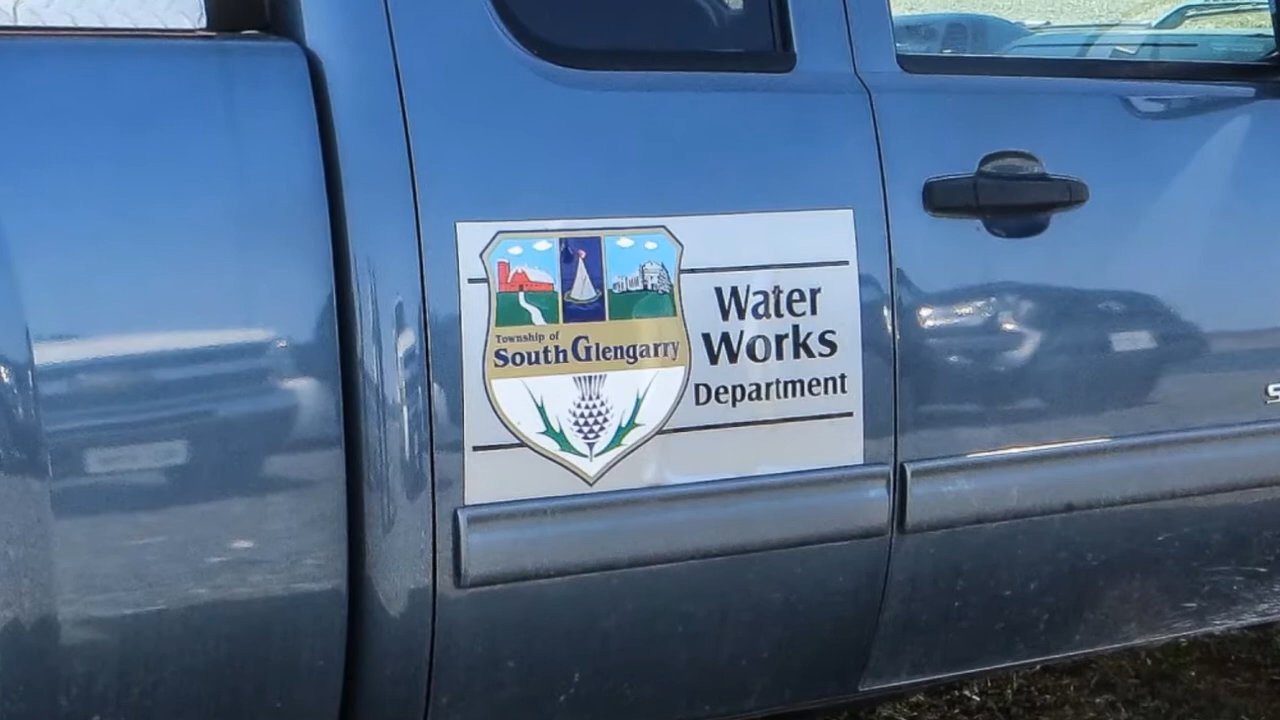 Township of
South Glengarry
Water
Works
Department